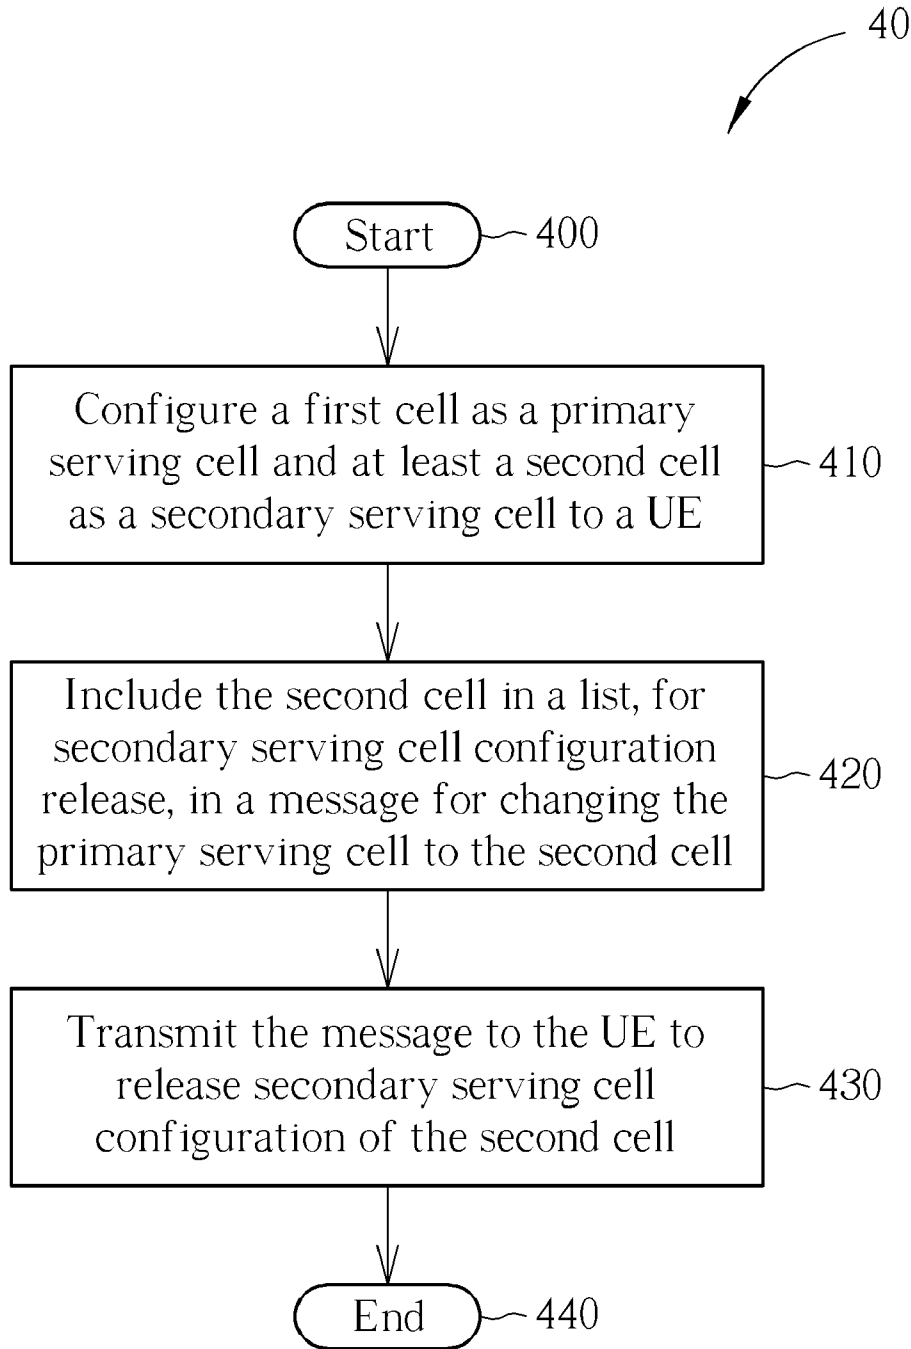 40
Start
400
Configure a first cell as a primary
serving cell and at least a second cell
as a secondary serving cell to a UE
410
Include the second cell in a list, for
secondary serving cell configuration
release, in a message for changing the
primary serving cell to the second cell
420
Transmit the message to the UE to
release secondary serving cell
configuration of the second cell
430
End
440